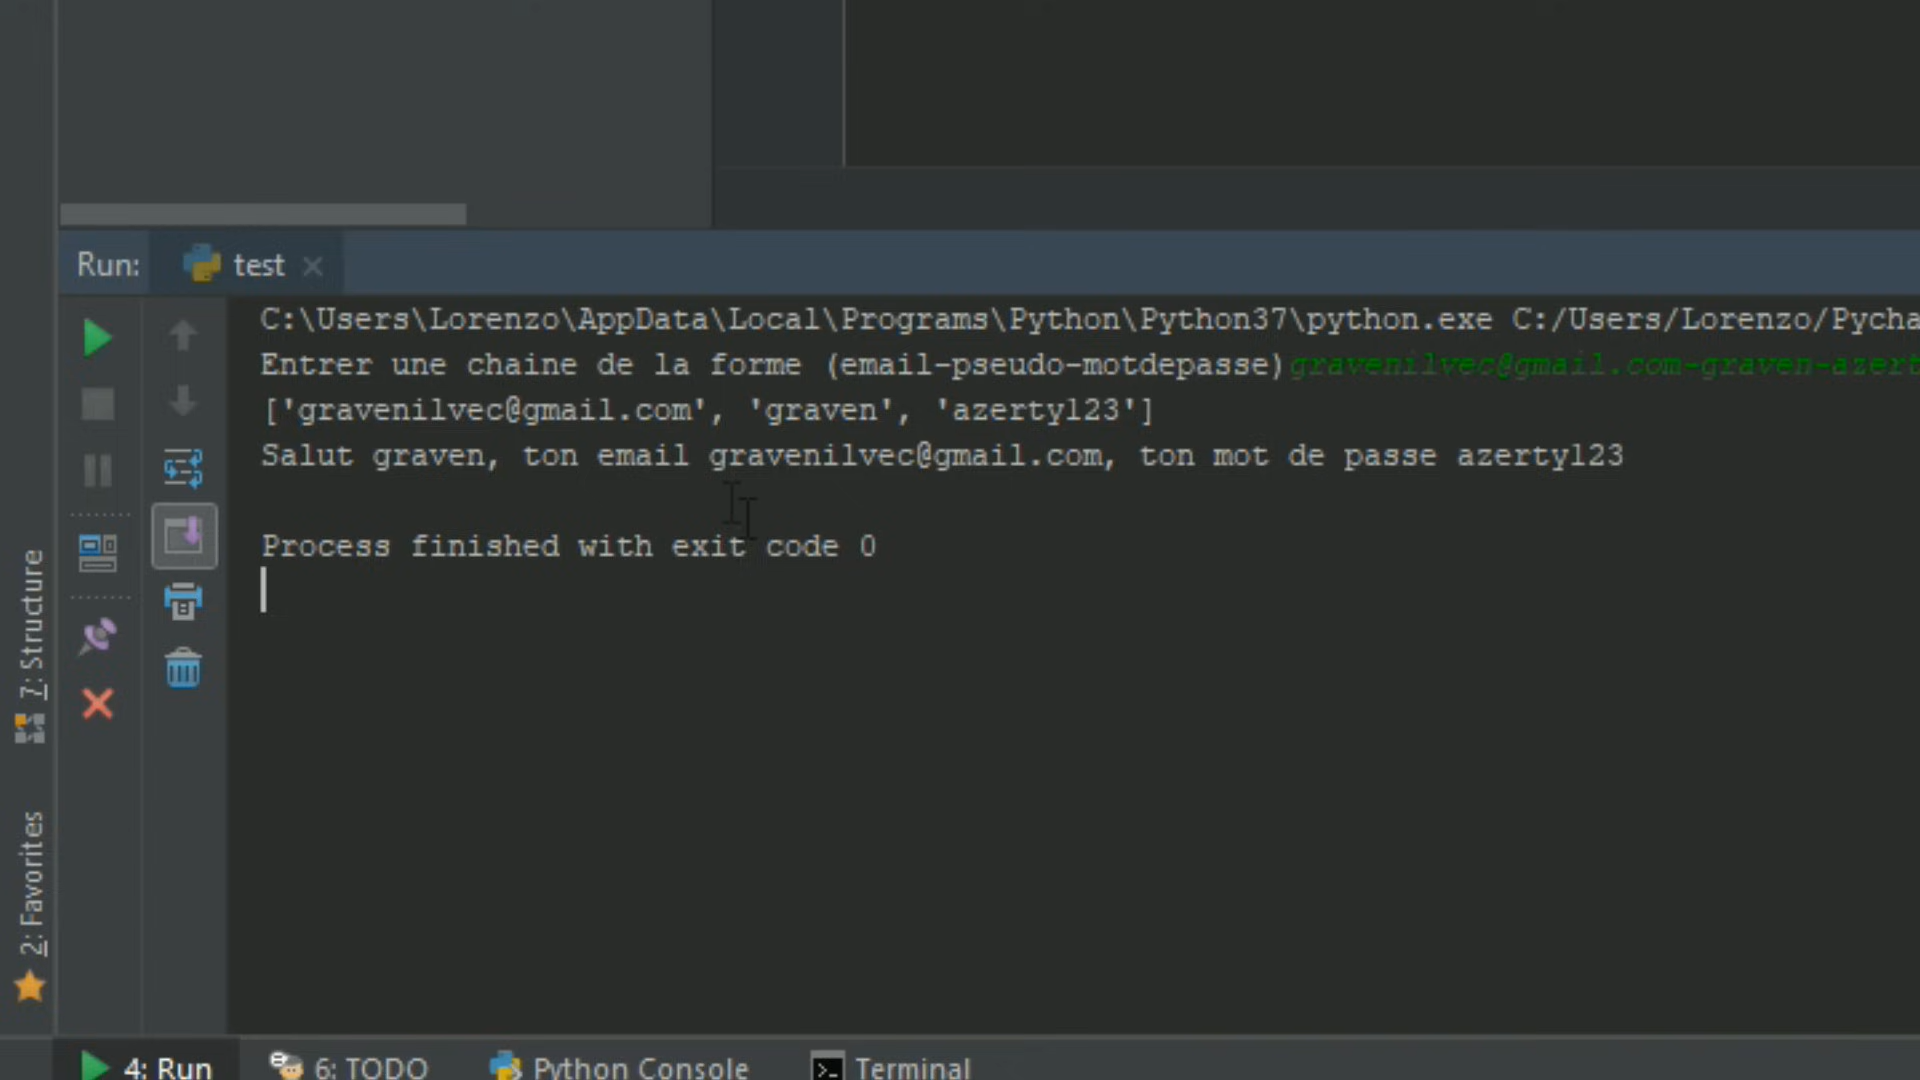 Run: test
C:\Users\Lorenzo\AppData\Local\Programs\Python\Python37\python.exe C:/Users/Lorenzo/Pycha
Entrer une chaine de la forme (email-pseudo-motdepasse)gravenilvec@gmail.com-graven-azert
['gravenilvec@gmail.com', 'graven', 'azerty123']
Salut graven, ton email gravenilvec@gmail.com, ton mot de passe azerty123
Process finished with exit code 0
7: Structure
2: Favorites
4: Run 6: TODO Python Console Terminal